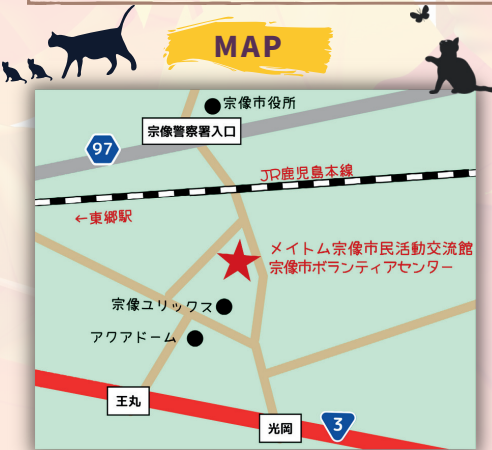 MAP
宗像市役所
宗像警察署入口
97
JR鹿児島本線
←東郷駅
メイトム宗像市民活動交流館
宗像市ボランティアセンター
宗像ユリックス
アクアドーム
王丸
光岡
3